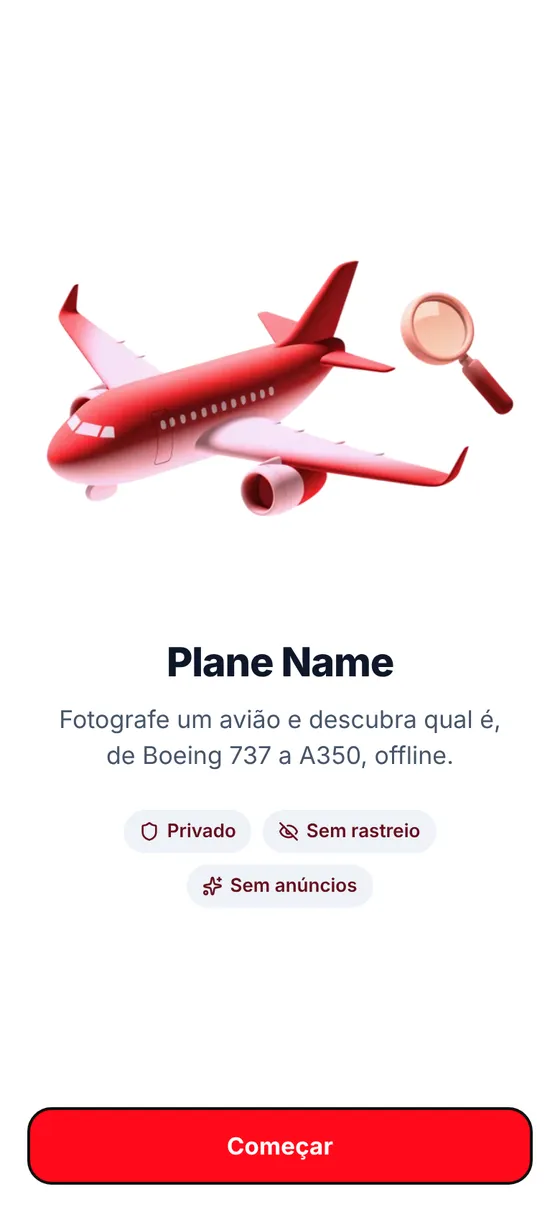 Plane Name
Fotografe um avião e descubra qual é,
de Boeing 737 a A350, offline.
Privado
Sem rastreio
Sem anúncios
Começar